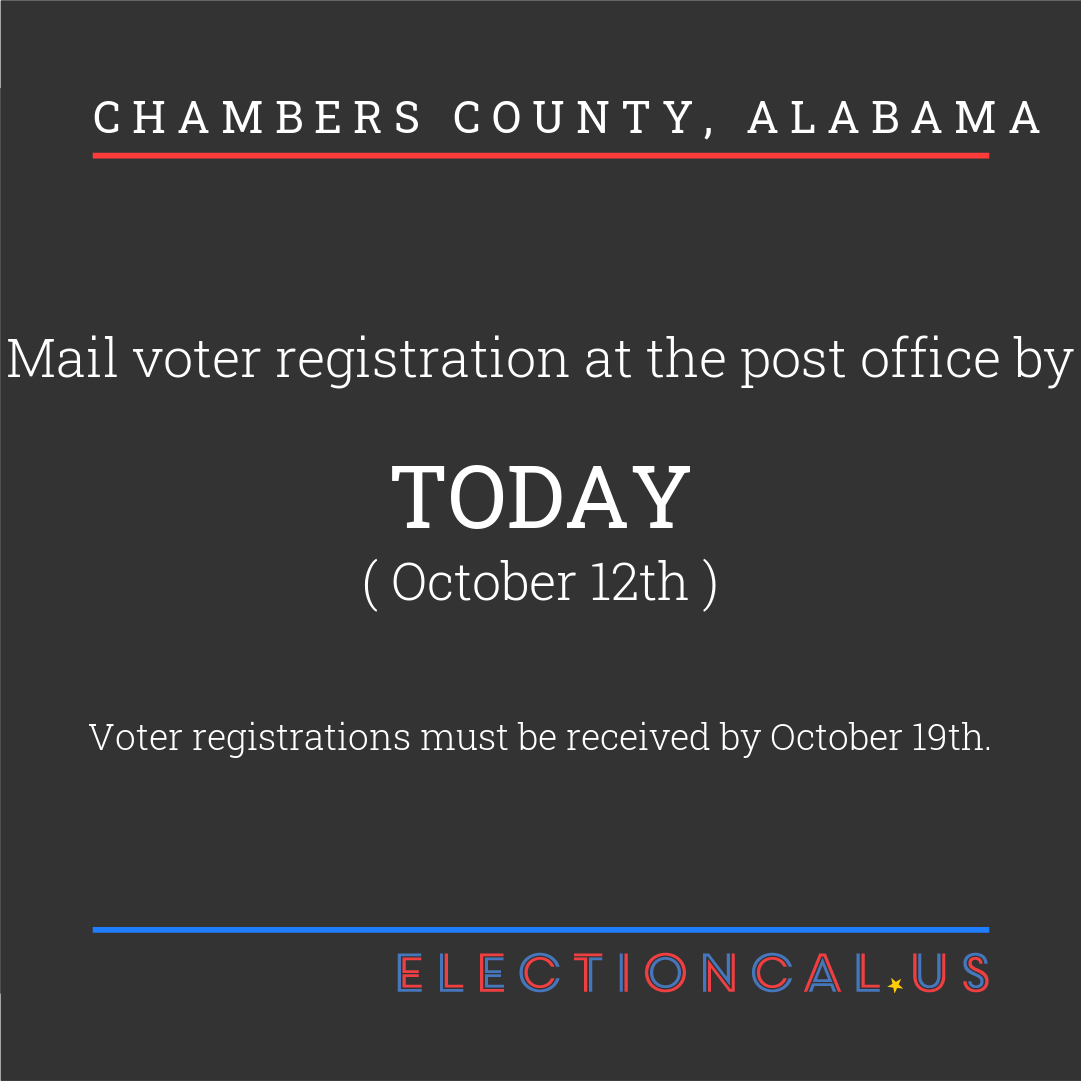 CHAMBERS COUNTY, ALABAMA
Mail voter registration at the post office by
TODAY
( October 12th )
Voter registrations must be received by October 19th.
ELECTIONCAL.US